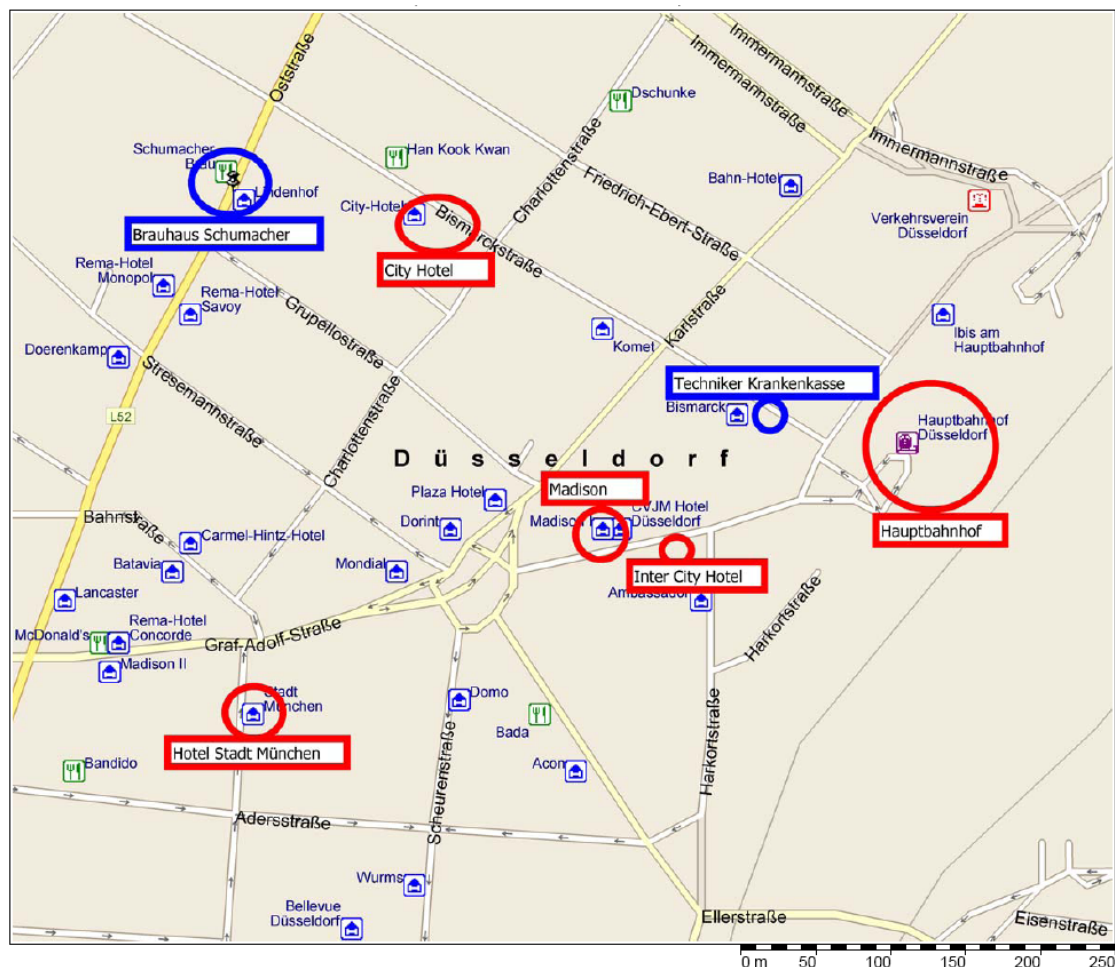 Oststraße
Immermannstraße
Immermannstraße
Dschunke
Charlottenstraße
Immermannstraße
Schumacher
Bräu
Han Kook Kwan
Friedrich-Ebert-Straße
Bahn-Hotel
Lindenhof
City-Hotel
Bismarckstraße
Verkehrsverein
Düsseldorf
Brauhaus Schumacher
City Hotel
Rema-Hotel
Monopol
Rema-Hotel
Savoy
Grupellostraße
Karlstraße
Komet
Ibis am
Hauptbahnhof
Doerenkamp
Stresemannstraße
Techniker Krankenkasse
Bismarck
L52
Charlottenstraße
Hauptbahnhof
Düsseldorf
Düsseldorf
Plaza Hotel
Madison
Bahnstraße
Dorint
Madison I
CVJM Hotel
Düsseldorf
Hauptbahnhof
Carmel-Hintz-Hotel
Batavia
Mondial
Inter City Hotel
Lancaster
Ambassador
McDonald's
Rema-Hotel
Concorde
Graf-Adolf-Straße
Harkortstraße
Madison II
Stadt
München
Domo
Bada
Hotel Stadt München
Scheurenstraße
Harkortstraße
Bandido
Acon
Adersstraße
Wurms
Bellevue
Düsseldorf
Ellerstraße
Eisenstraße
0 m 50 100 150 200 250